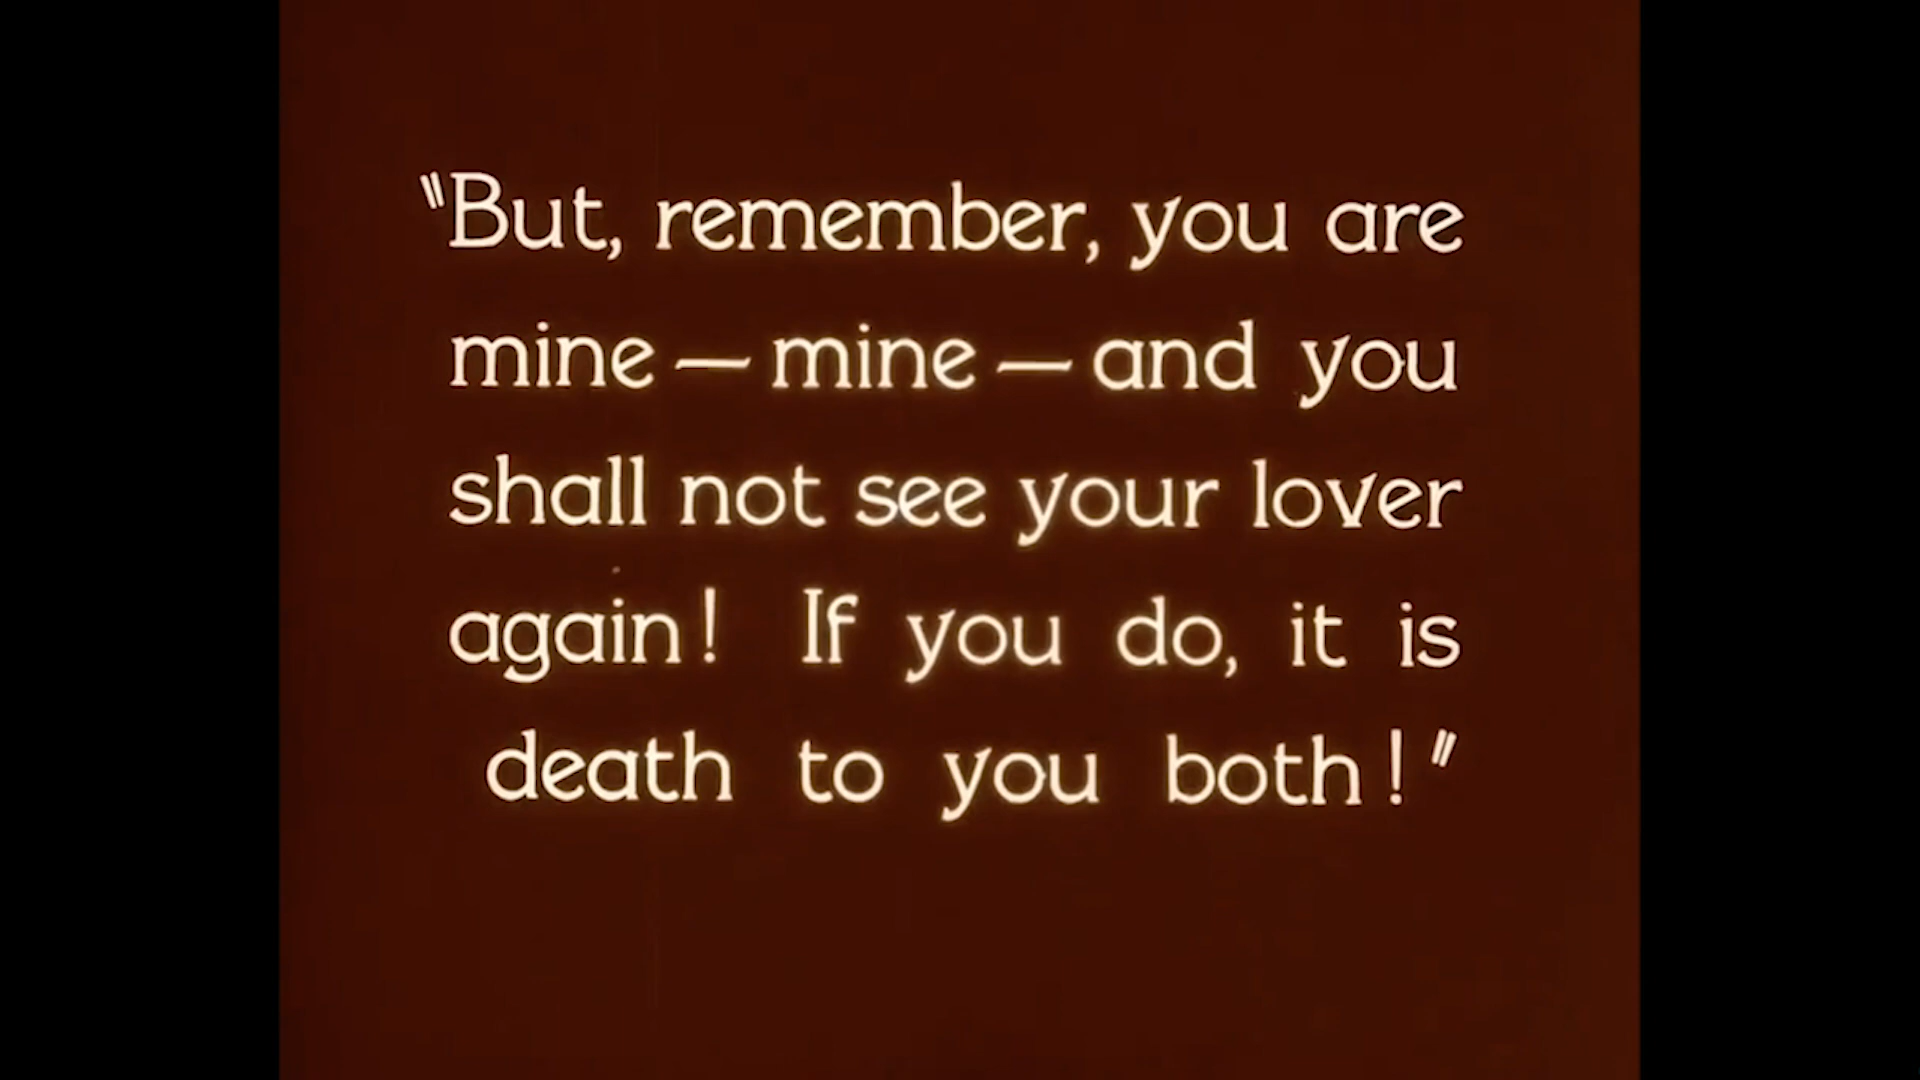 "But, remember, you are
mine — mine — and you
shall not see your lover
again! If you do, it is
death to you both!"